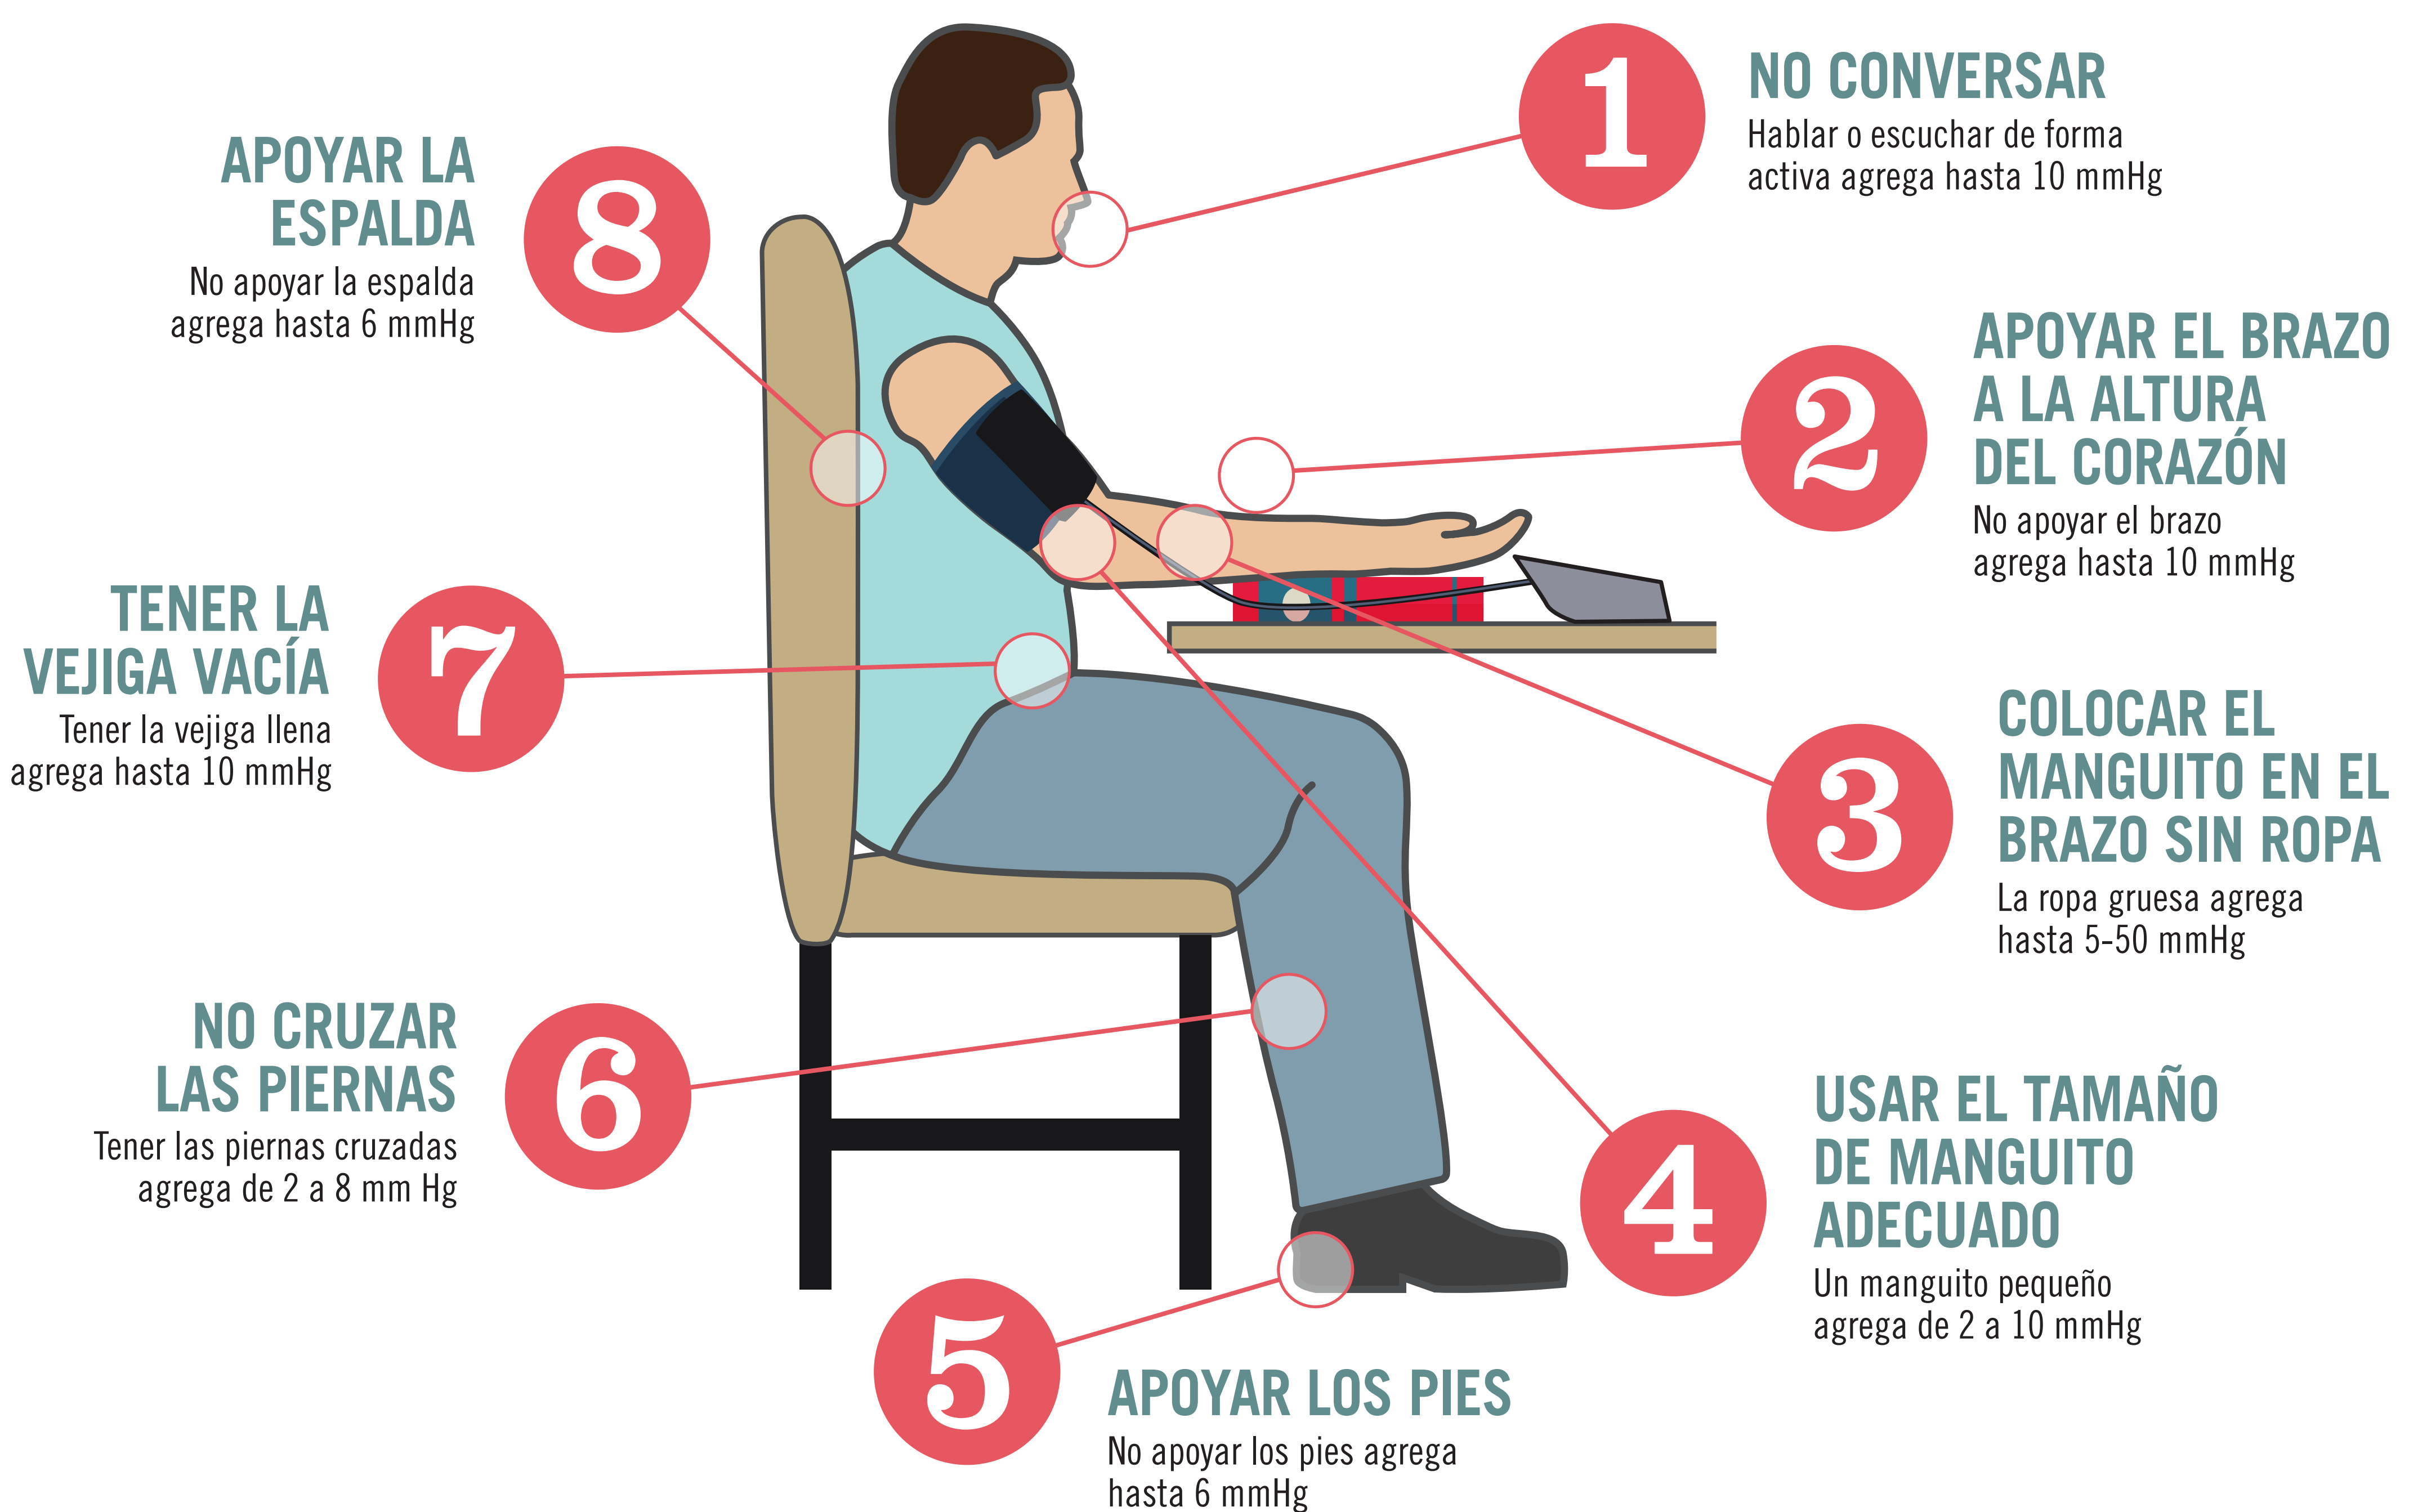 1
NO CONVERSAR
Hablar o escuchar de forma
activa agrega hasta 10 mmHg
2
APOYAR EL BRAZO
A LA ALTURA
DEL CORAZÓN
No apoyar el brazo
agrega hasta 10 mmHg
3
COLOCAR EL
MANGUITO EN EL
BRAZO SIN ROPA
La ropa gruesa agrega
hasta 5-50 mmHg
4
USAR EL TAMAÑO
DE MANGUITO
ADECUADO
Un manguito pequeño
agrega de 2 a 10 mmHg
5
APOYAR LOS PIES
No apoyar los pies agrega
hasta 6 mmHg
6
NO CRUZAR
LAS PIERNAS
Tener las piernas cruzadas
agrega de 2 a 8 mm Hg
7
TENER LA
VEJIGA VACÍA
Tener la vejiga llena
agrega hasta 10 mmHg
8
APOYAR LA
ESPALDA
No apoyar la espalda
agrega hasta 6 mmHg